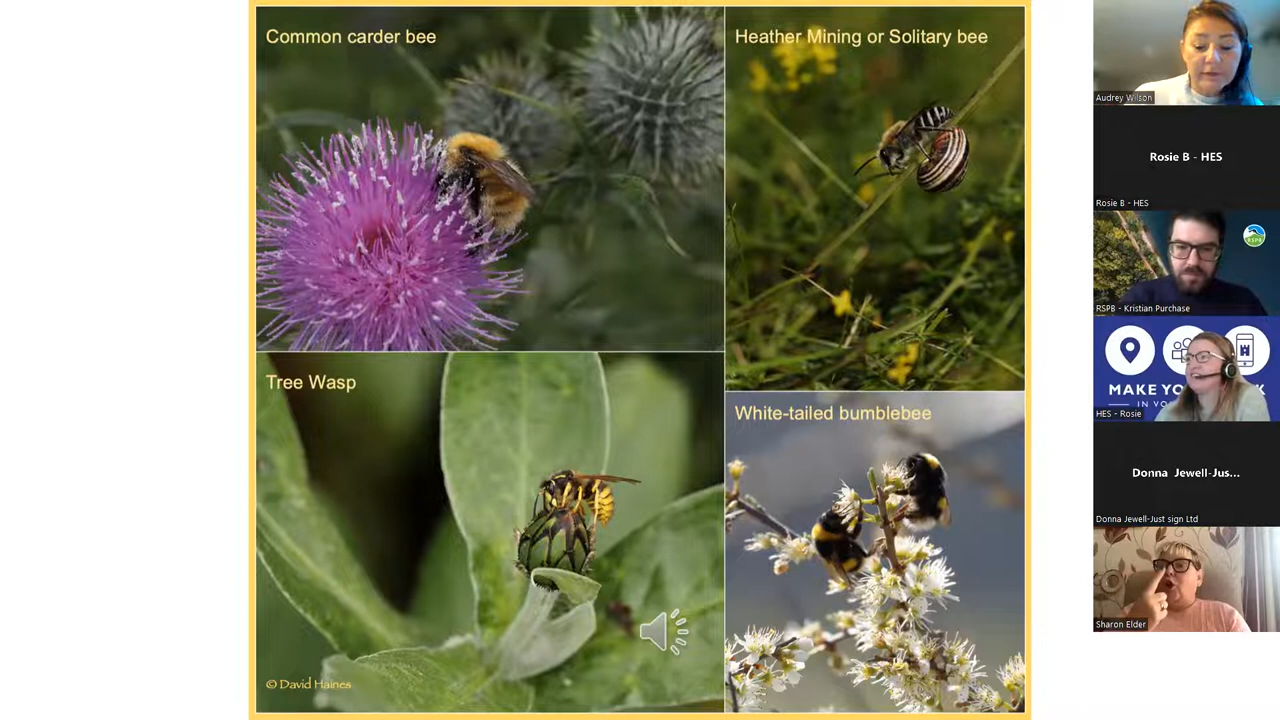 Common carder bee
Heather Mining or Solitary bee
Tree Wasp
White-tailed bumblebee
© David Haines
Audrey Wilson
Rosie B - HES
Rosie B - HES
RSPB
RSPB - Kristian Purchase
MAKE YO
IN YO
HES - Rosie
Donna Jewell-Jus...
Donna Jewell-Just sign Ltd
Sharon Elder